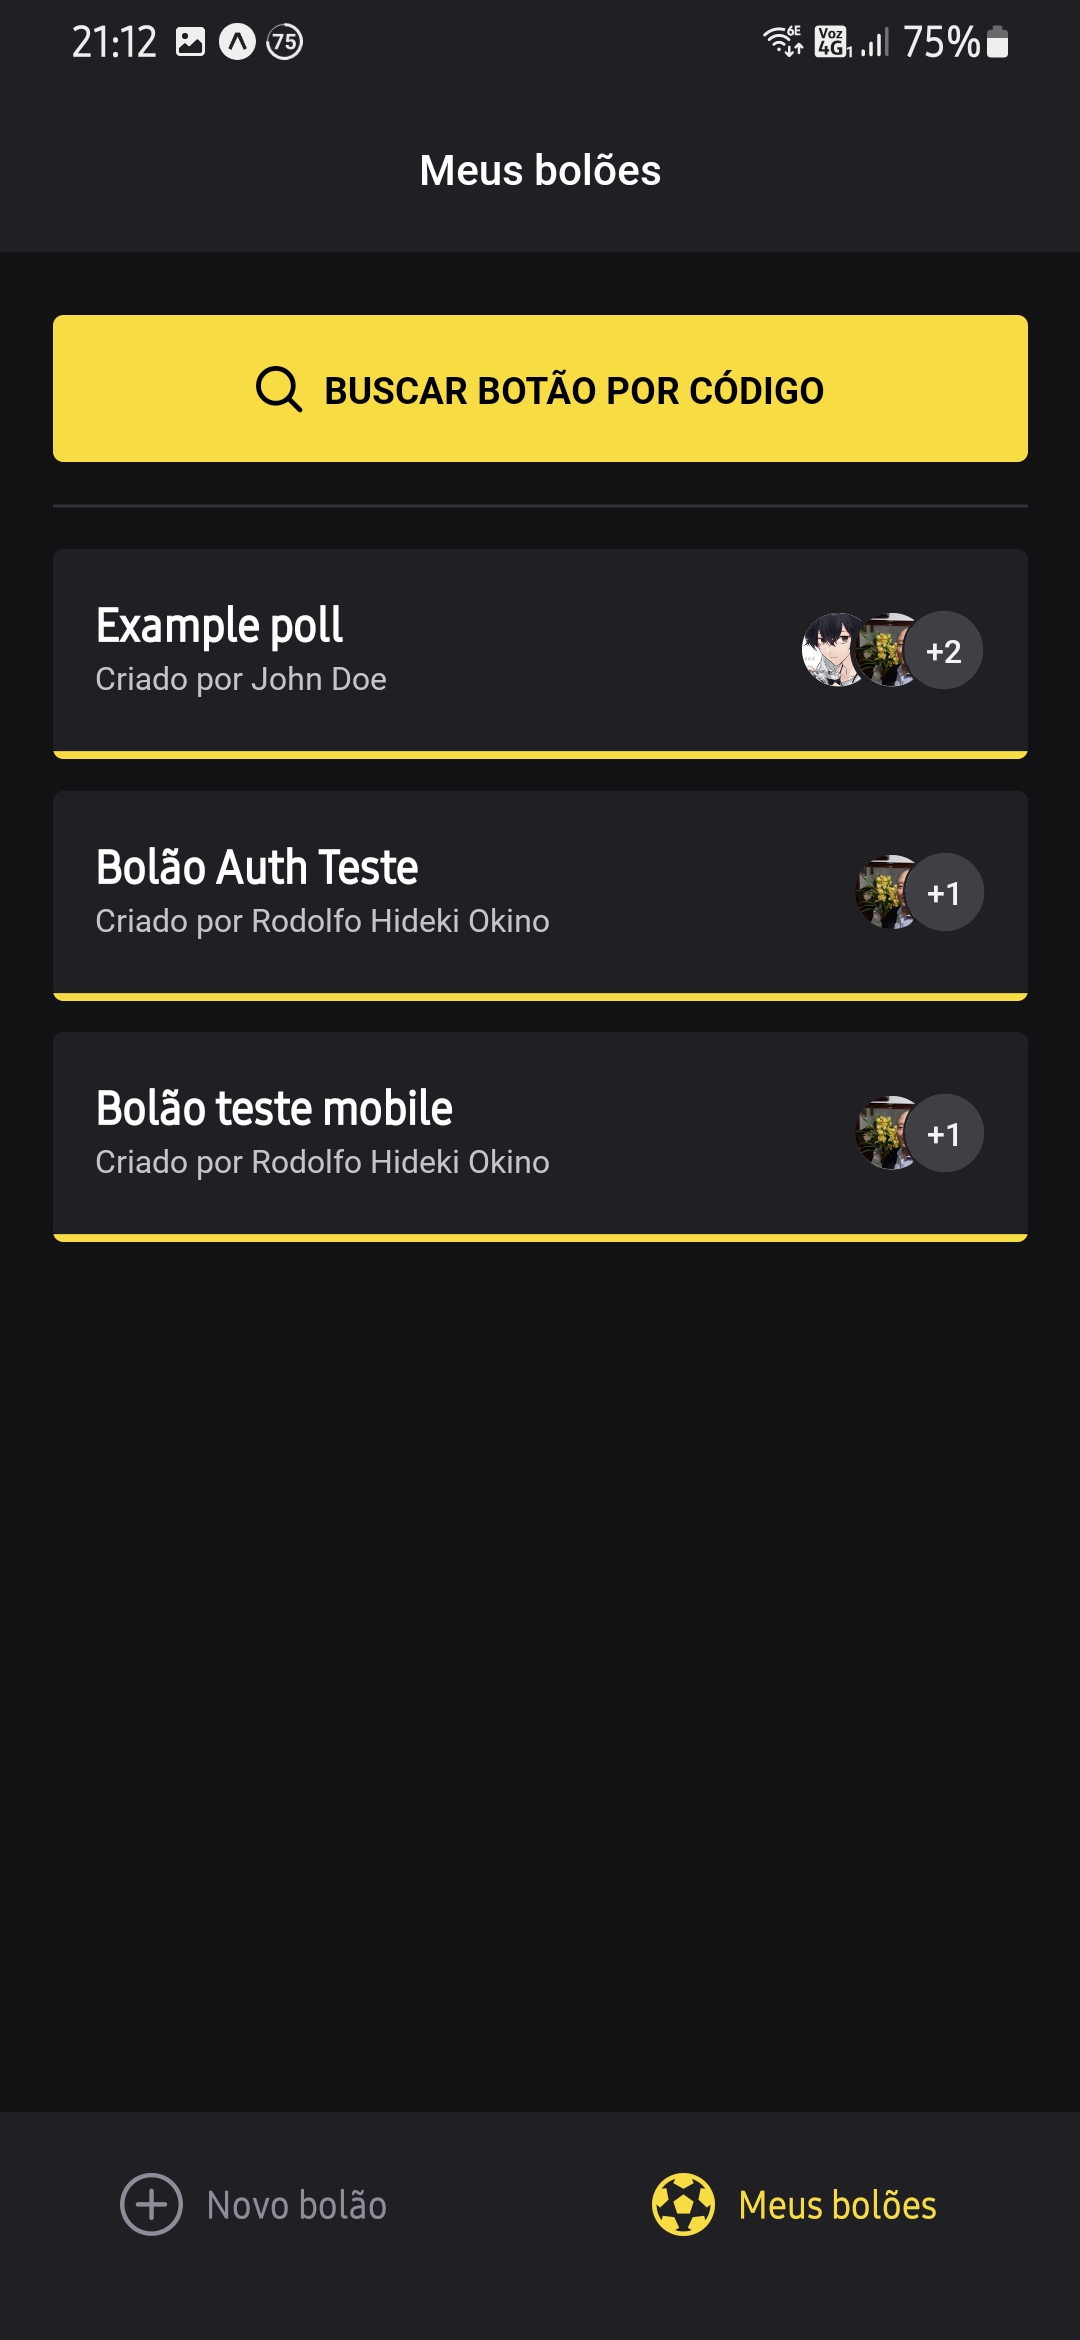 21:12 75 6E Voz 4G 1 75%
Meus bolões
BUSCAR BOTÃO POR CÓDIGO
Example poll
Criado por John Doe
+2
Bolão Auth Teste
Criado por Rodolfo Hideki Okino
+1
Bolão teste mobile
Criado por Rodolfo Hideki Okino
+1
Novo bolão
Meus bolões